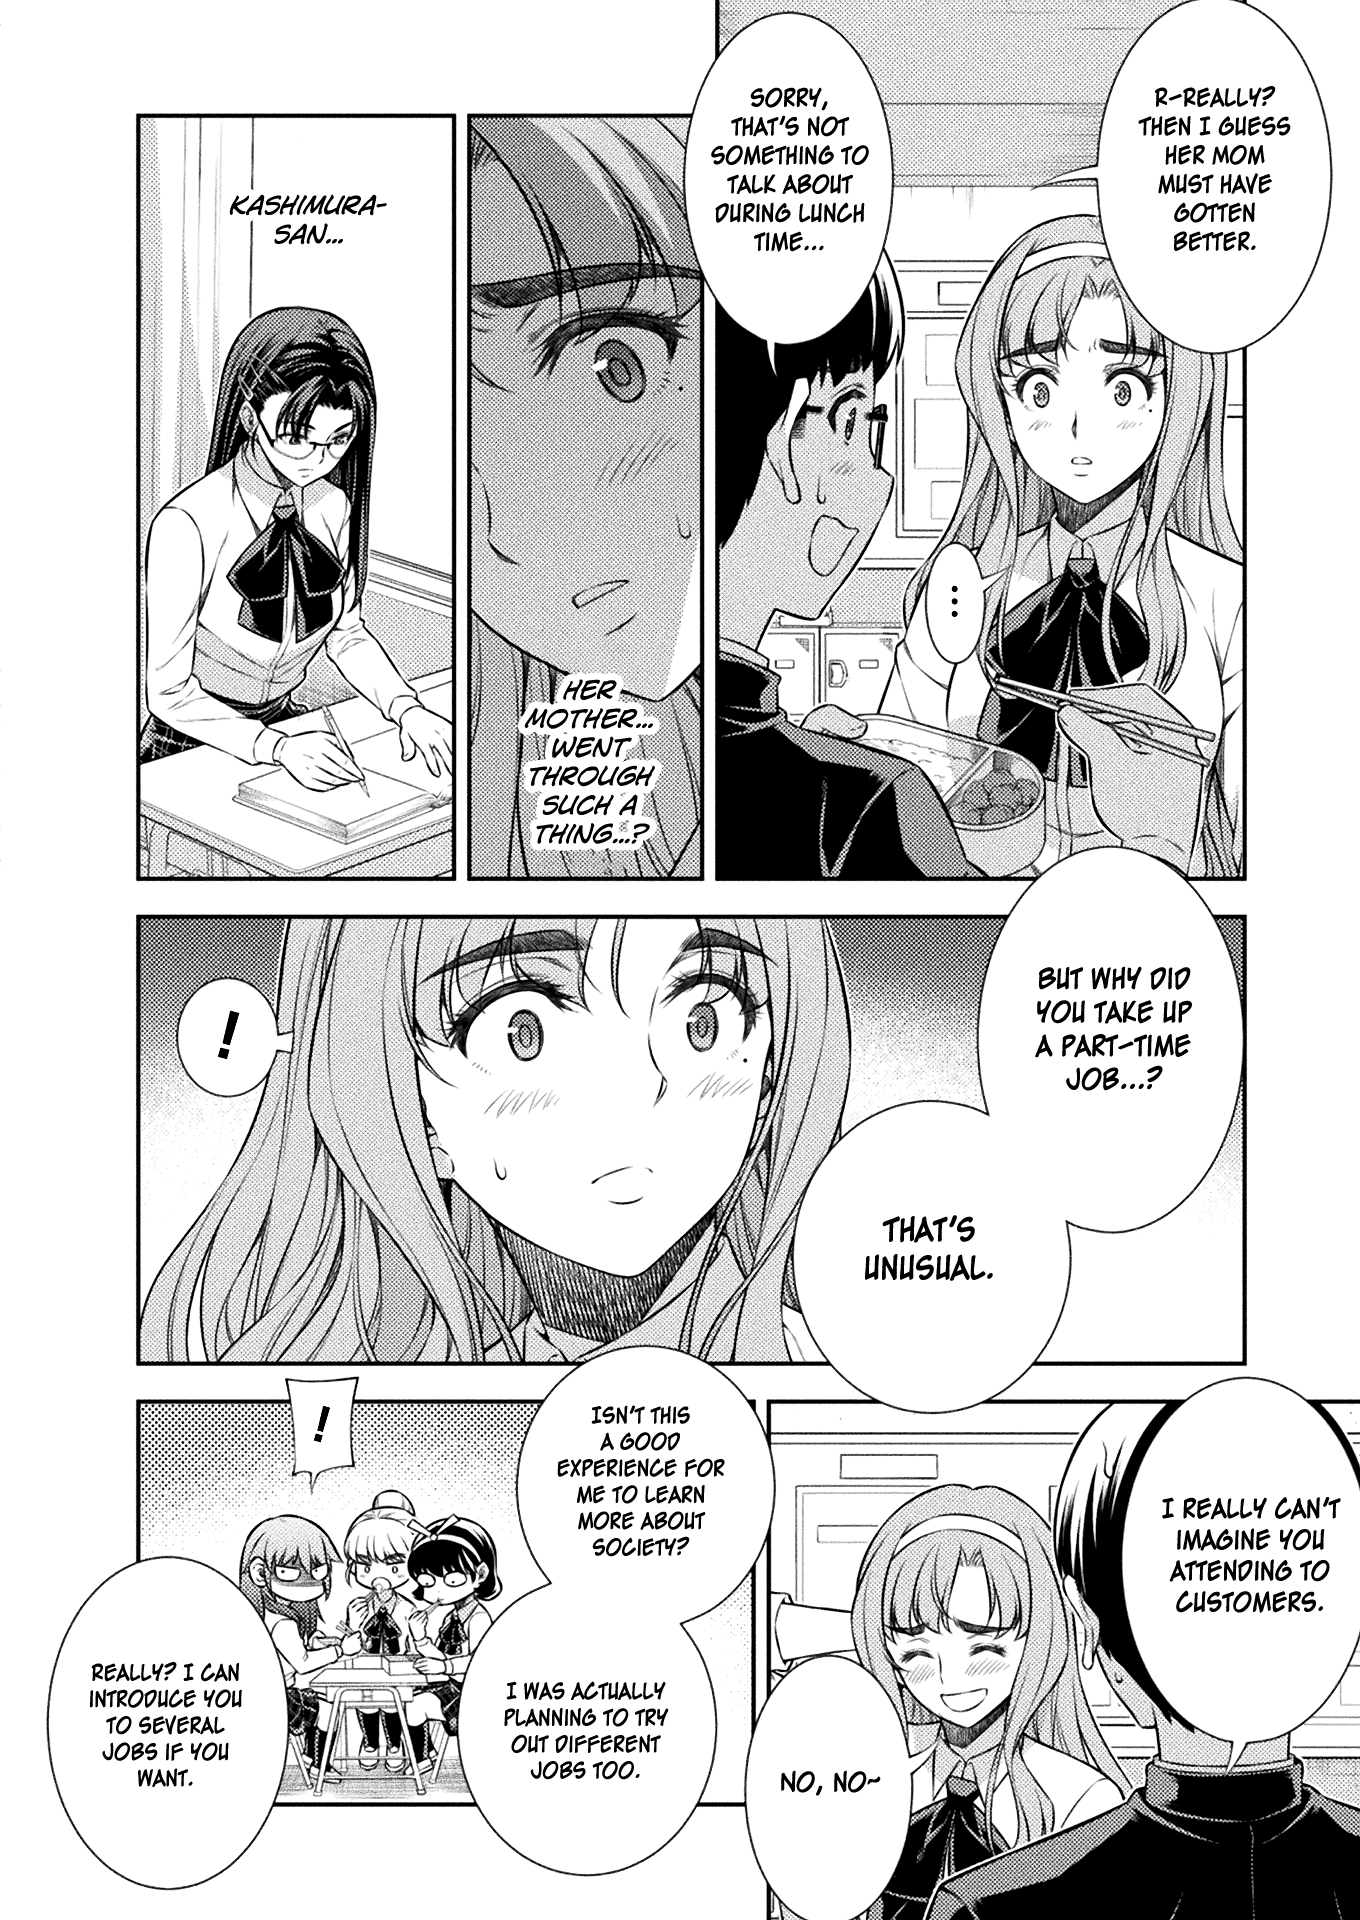 R-REALLY?
THEN I GUESS
HER MOM
MUST HAVE
GOTTEN
BETTER.
SORRY,
THAT'S NOT
SOMETHING TO
TALK ABOUT
DURING LUNCH
TIME...
...
HER
MOTHER...
WENT
THROUGH
SUCH A
THING...?
KASHIMURA-
SAN...
BUT WHY DID
YOU TAKE UP
A PART-TIME
JOB...?
THAT'S
UNUSUAL.
!
I REALLY CAN'T
IMAGINE YOU
ATTENDING TO
CUSTOMERS.
NO, NO~
ISN'T THIS
A GOOD
EXPERIENCE FOR
ME TO LEARN
MORE ABOUT
SOCIETY?
I WAS ACTUALLY
PLANNING TO TRY
OUT DIFFERENT
JOBS TOO.
!
REALLY? I CAN
INTRODUCE YOU
TO SEVERAL
JOBS IF YOU
WANT.